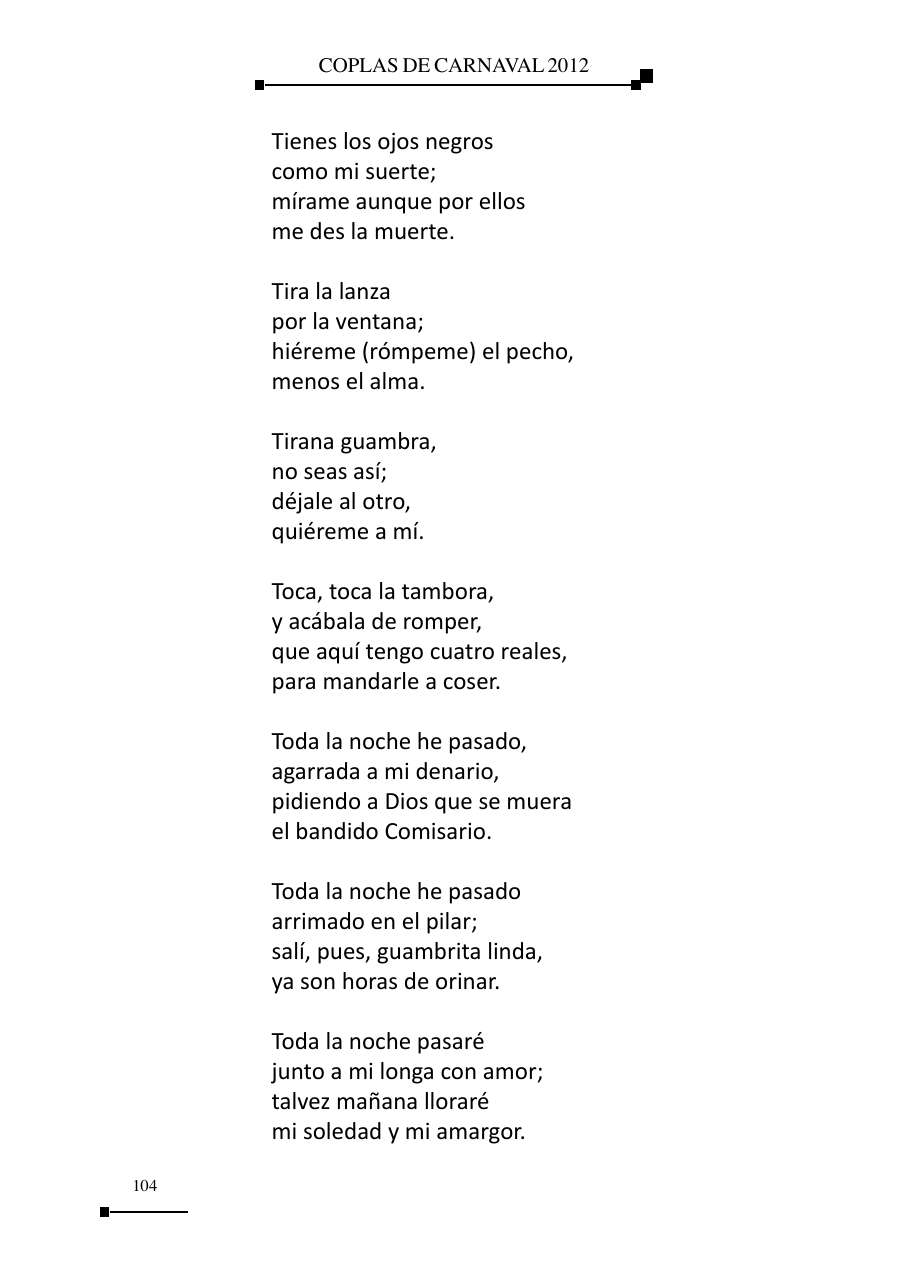 COPLAS DE CARNAVAL 2012
Tienes los ojos negros
como mi suerte;
mírame aunque por ellos
me des la muerte.
Tira la lanza
por la ventana;
hiéreme (rómpeme) el pecho,
menos el alma.
Tirana guambra,
no seas así;
déjale al otro,
quiéreme a mí.
Toca, toca la tambora,
y acábala de romper,
que aquí tengo cuatro reales,
para mandarle a coser.
Toda la noche he pasado,
agarrada a mi denario,
pidiendo a Dios que se muera
el bandido Comisario.
Toda la noche he pasado
arrimado en el pilar;
salí, pues, guambrita linda,
ya son horas de orinar.
Toda la noche pasaré
junto a mi longa con amor;
talvez mañana lloraré
mi soledad y mi amargor.
104